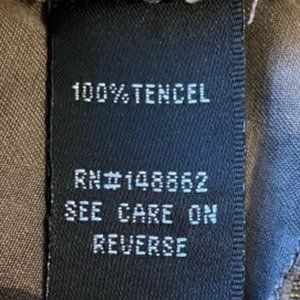 100%TENCEL
RN#148862
SEE CARE ON
REVERSE